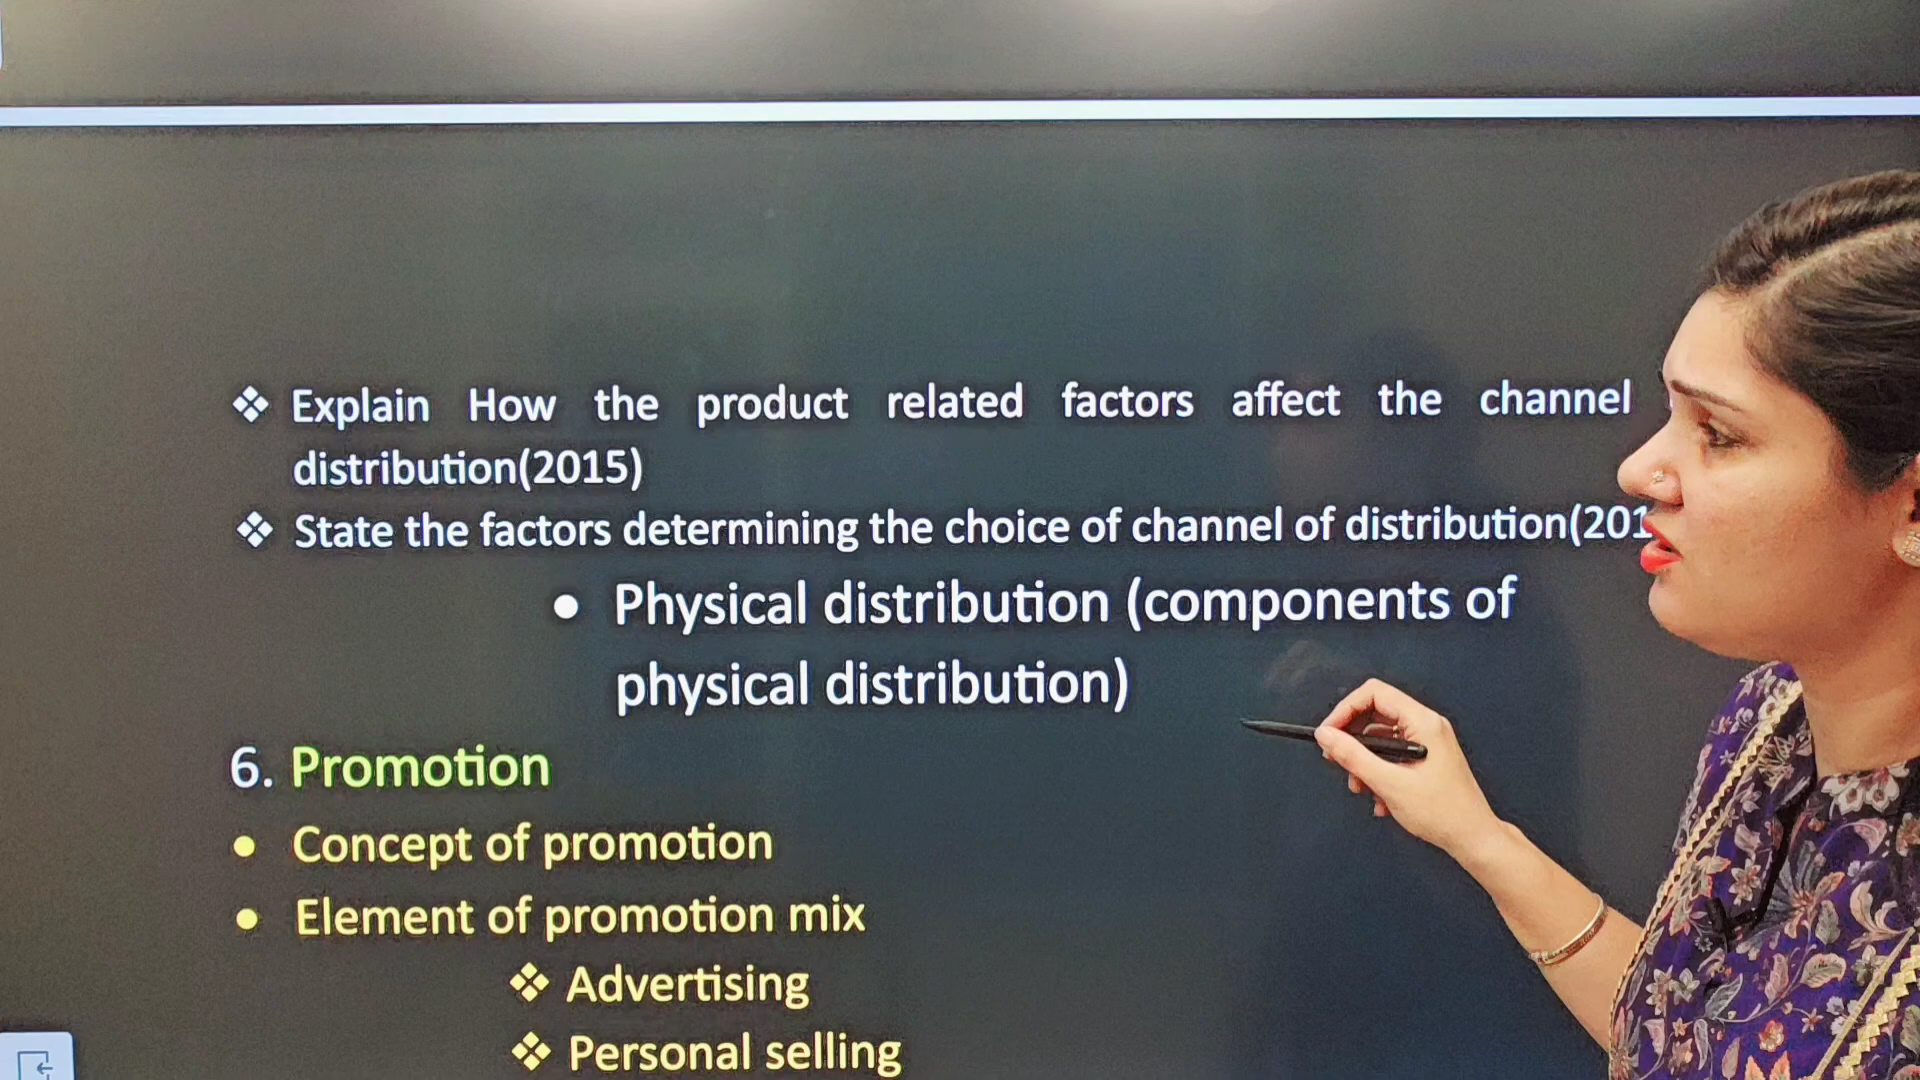 ❖ Explain How the product related factors affect the channel
distribution(2015)
❖ State the factors determining the choice of channel of
● Physical distribution (components of
physical distribution)
6. Promotion
● Concept of promotion
● Element of promotion mix
❖ Advertising
❖ Personal selling